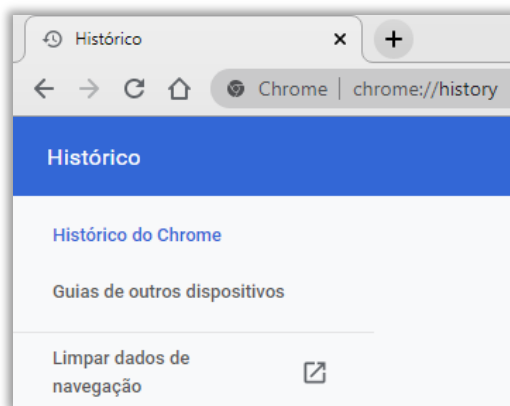 Histórico
Chrome | chrome://history
Histórico
Histórico do Chrome
Guias de outros dispositivos
Limpar dados de
navegação